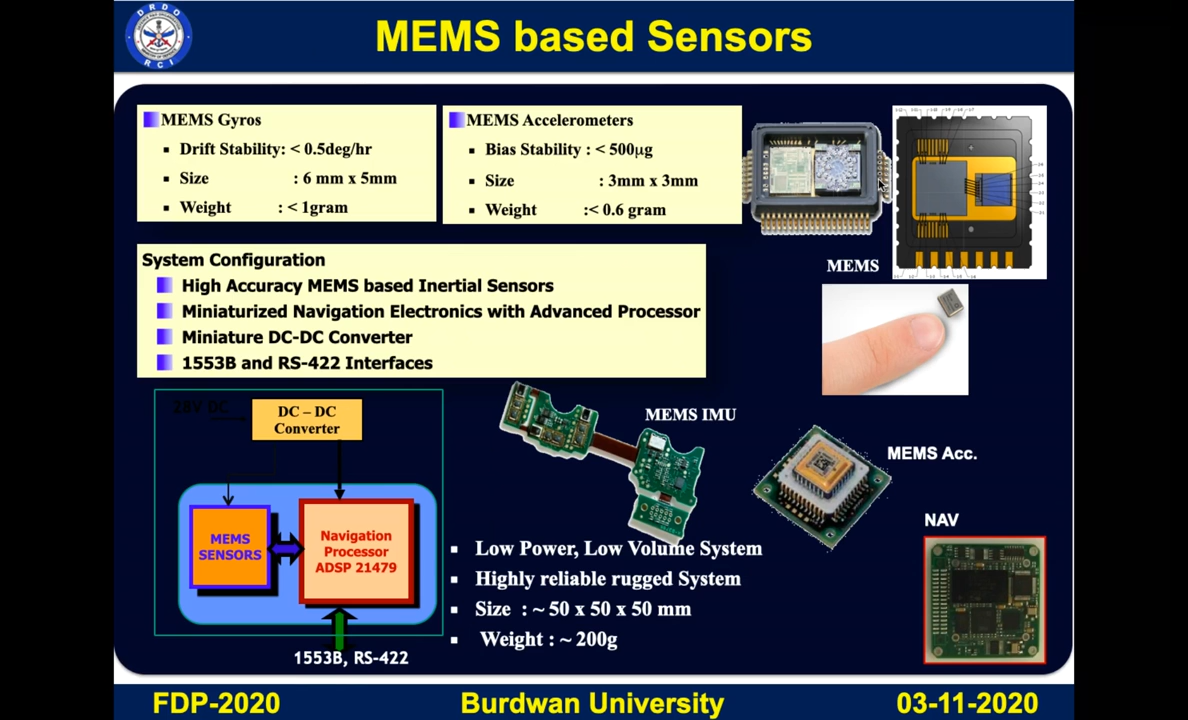 DRDO
RCI
MEMS based Sensors
MEMS Gyros
Drift Stability: < 0.5deg/hr
Size : 6 mm x 5mm
Weight : < 1gram
MEMS Accelerometers
Bias Stability : < 500μg
Size : 3mm x 3mm
Weight :< 0.6 gram
MEMS
System Configuration
High Accuracy MEMS based Inertial Sensors
Miniaturized Navigation Electronics with Advanced Processor
Miniature DC-DC Converter
1553B and RS-422 Interfaces
28V DC
DC – DC
Converter
MEMS
SENSORS
Navigation
Processor
ADSP 21479
1553B, RS-422
MEMS IMU
MEMS Acc.
NAV
Low Power, Low Volume System
Highly reliable rugged System
Size : ~ 50 x 50 x 50 mm
Weight : ~ 200g
FDP-2020
Burdwan University
03-11-2020